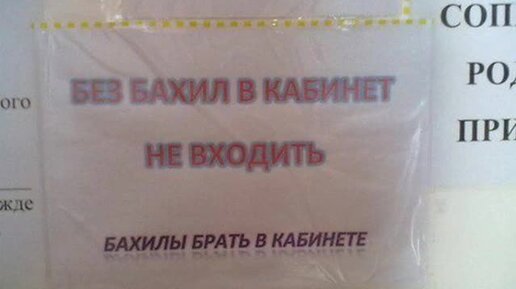 БЕЗ БАХИЛ В КАБИНЕТ
НЕ ВХОДИТЬ
БАХИЛЫ БРАТЬ В КАБИНЕТЕ